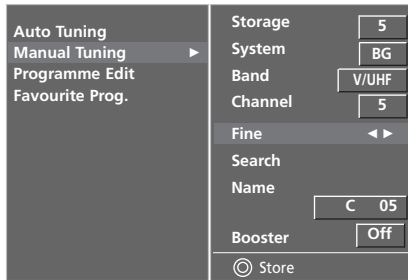 Auto Tuning
Manual Tuning ►
Programme Edit
Favourite Prog.
Storage 5
System BG
Band V/UHF
Channel 5
Fine ◄ ►
Search
Name
C 05
Booster Off
Store